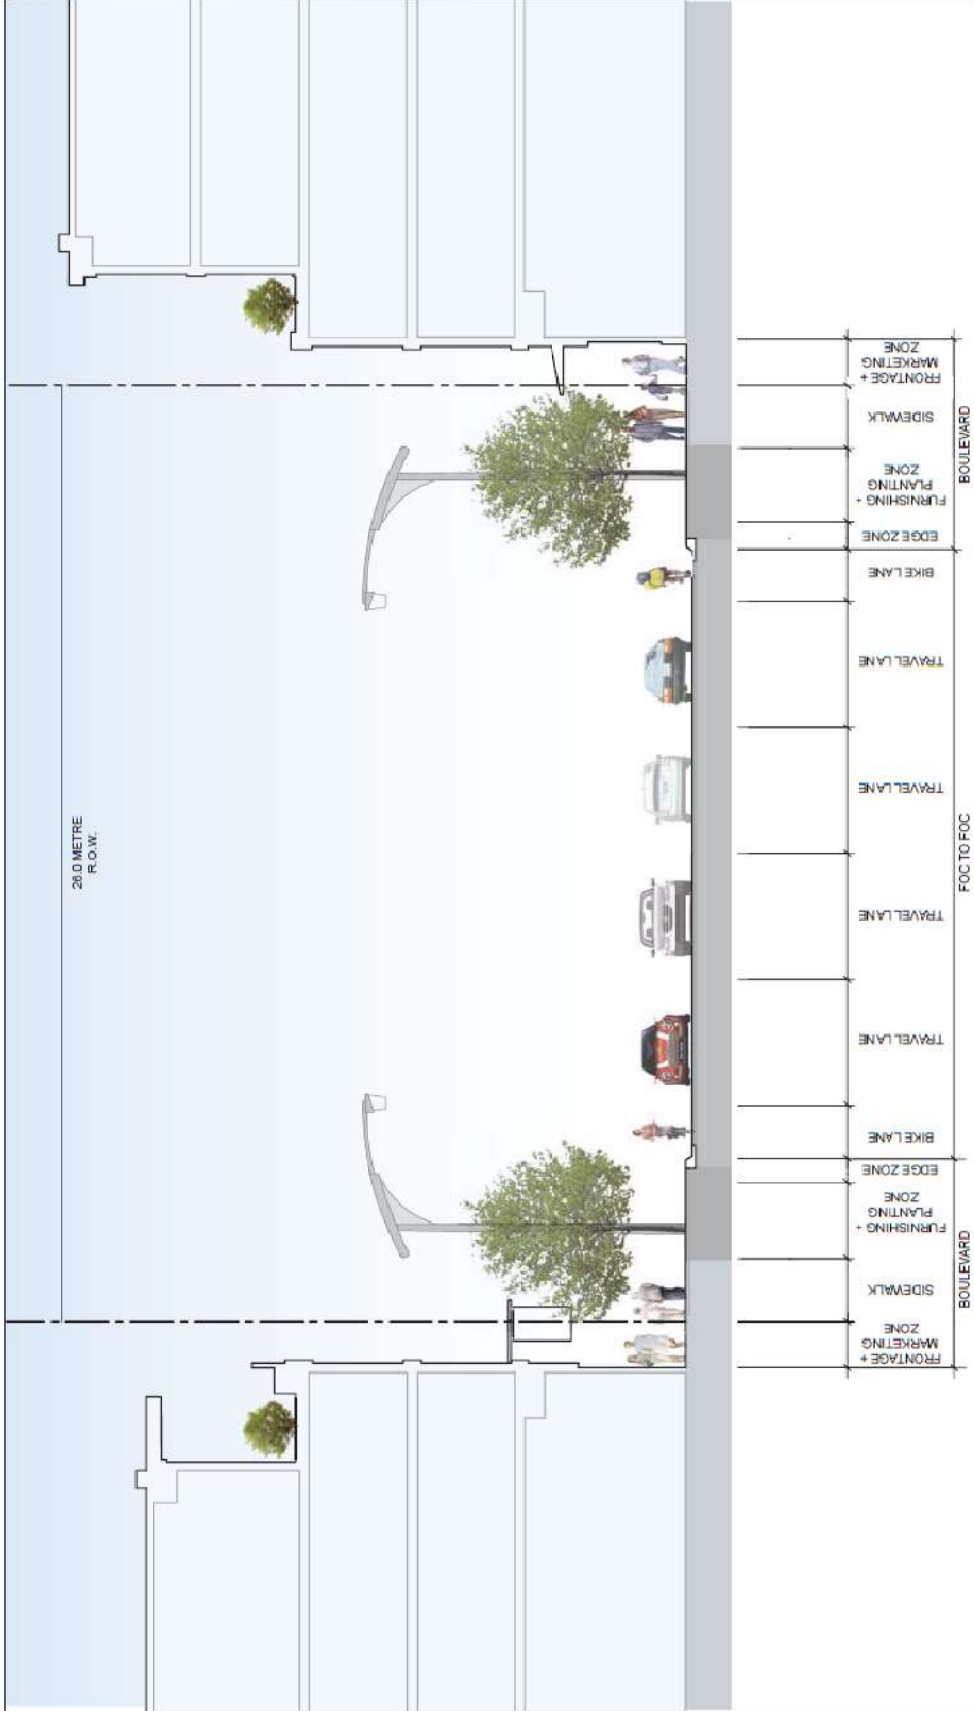 26.0 METRE
R.O.W.
FRONTAGE +
MARKETING
ZONE
SIDEWALK
FURNISHING +
PLANTING
ZONE
EDGE ZONE
BIKE LANE
TRAVEL LANE
TRAVEL LANE
TRAVEL LANE
TRAVEL LANE
BIKE LANE
EDGE ZONE
FURNISHING +
PLANTING
ZONE
SIDEWALK
FRONTAGE +
MARKETING
ZONE
BOULEVARD
FOC TO FOC
BOULEVARD